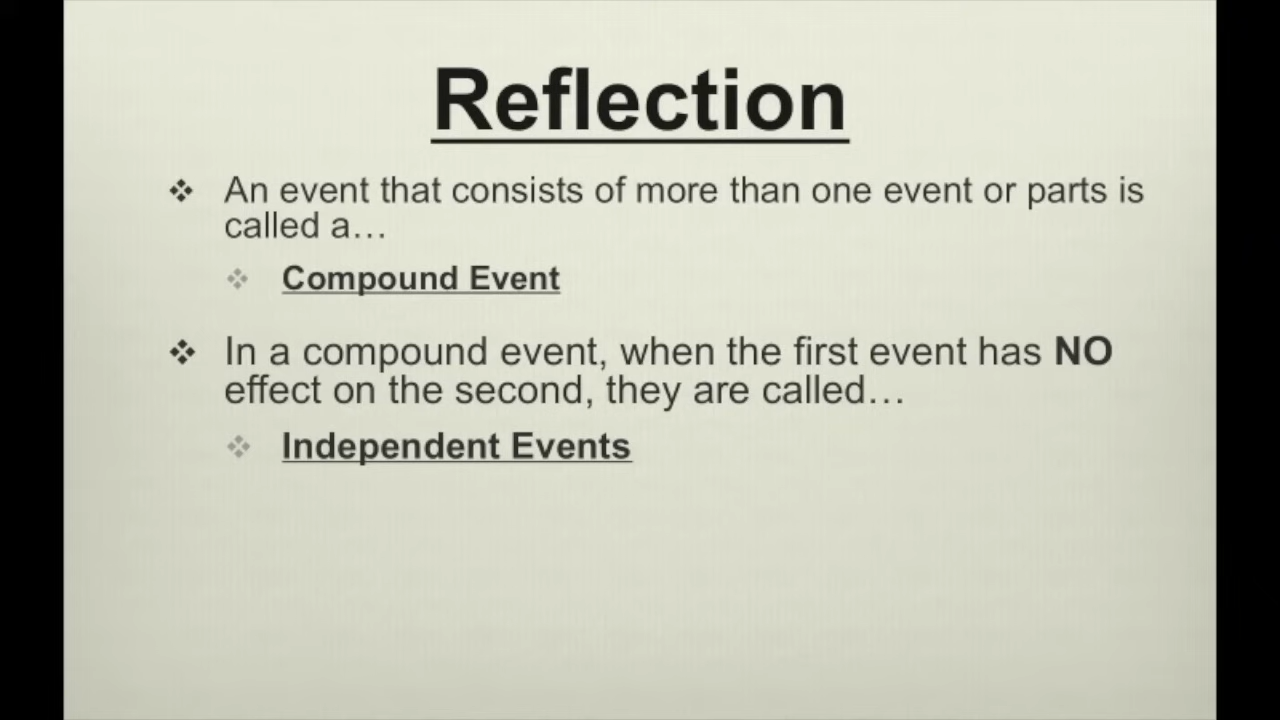 Reflection
An event that consists of more than one event or parts is
called a…
Compound Event
In a compound event, when the first event has NO
effect on the second, they are called…
Independent Events